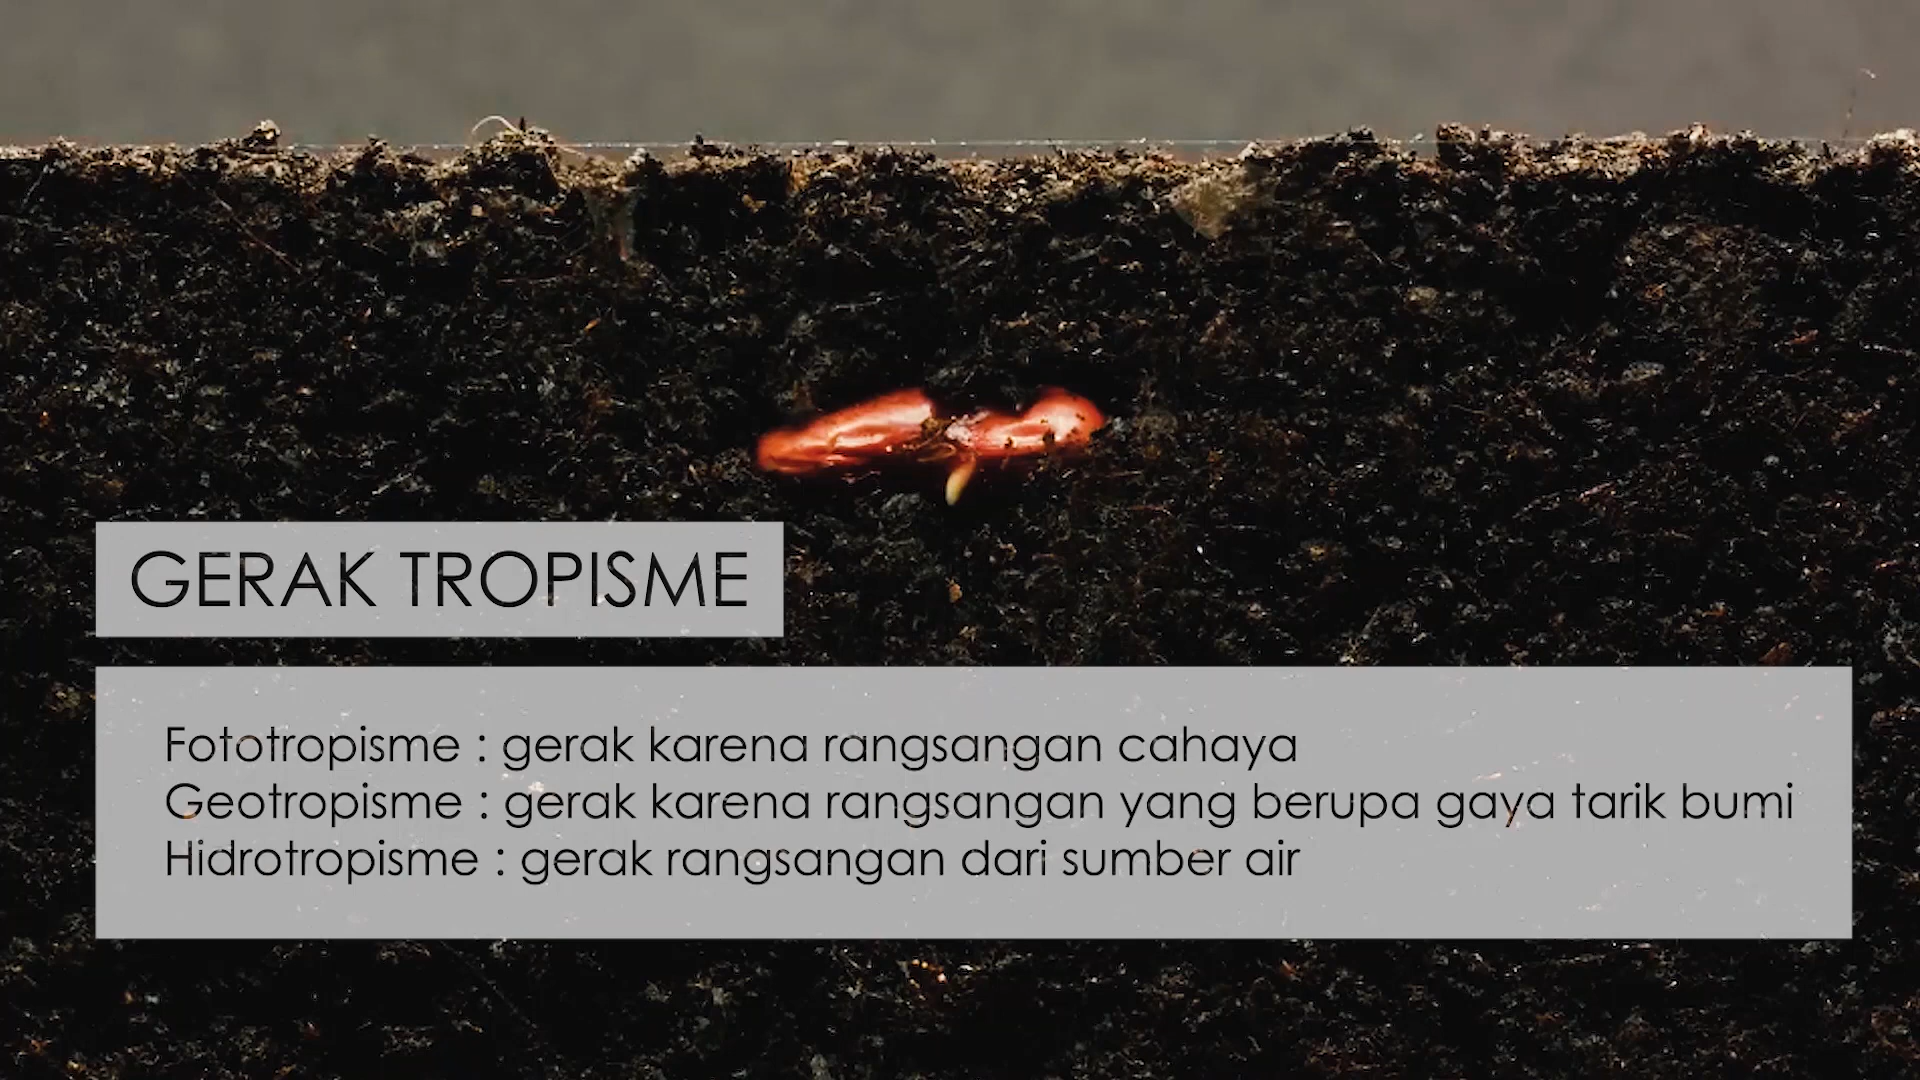 GERAK TROPISME
Fototropisme : gerak karena rangsangan cahaya
Geotropisme : gerak karena rangsangan yang berupa gaya tarik bumi
Hidrotropisme : gerak rangsangan dari sumber air